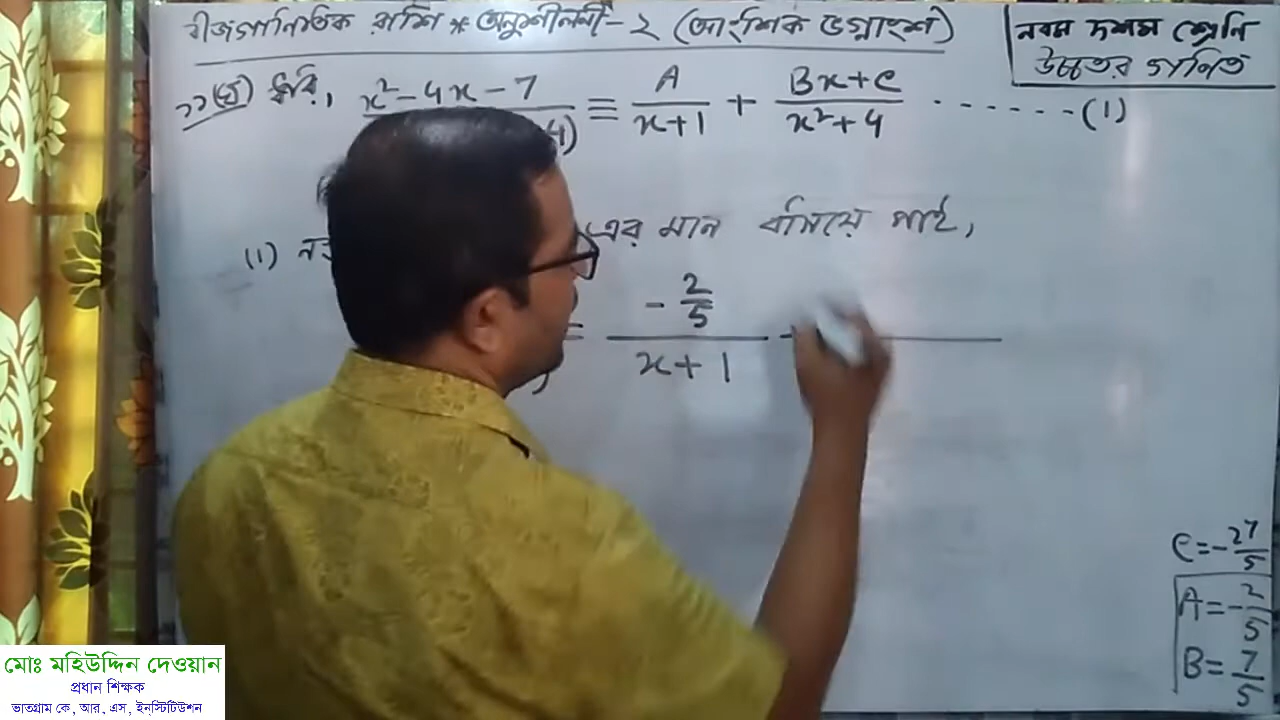 বীজগাণিতিক রাশি * অনুশীলনী-২ (আংশিক ভগ্নাংশ)
নবম দশম শ্রেণি
উচ্চতর গণিত
ধরি, x² - 4x - 7 / 4) ≡ A / x+1 + Bx+C / x²+4 ......(1)
(1) এর মান বসিয়ে পাই,
= -2/5 / x+1
C = -27/5
A = -2/5
B = 7/5
মোঃ মহিউদ্দিন দেওয়ান
প্রধান শিক্ষক
ভাতগ্রাম কে, আর, এস, ইনস্টিটিউশন